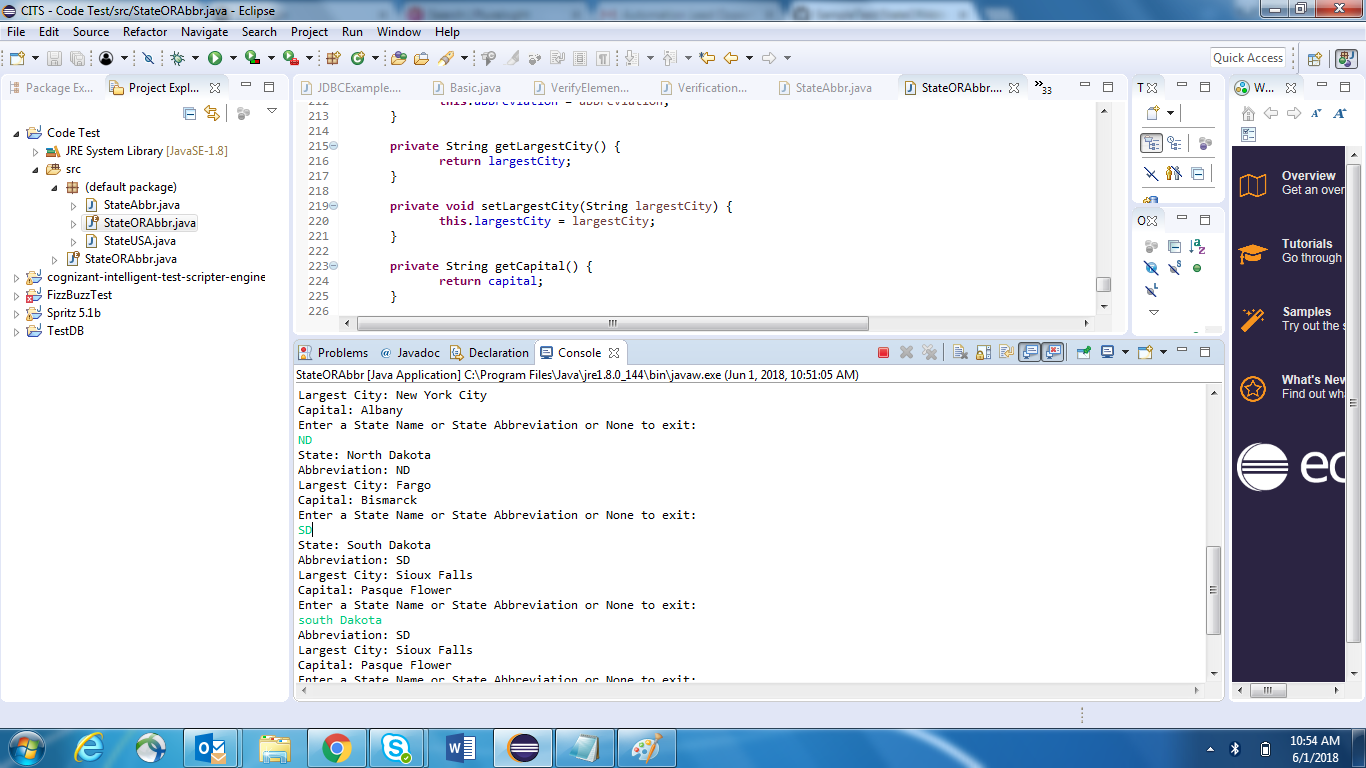 CITS - Code Test/src/StateORAbbr.java - Eclipse
File Edit Source Refactor Navigate Search Project Run Window Help
Quick Access
Package Ex... Project Expl...
JDBCExample.... Basic.java VerifyElemen... Verification... StateAbbr.java StateORAbbr.... »33
T
W...
Code Test
JRE System Library [JavaSE-1.8]
src
(default package)
StateAbbr.java
StateORAbbr.java
StateUSA.java
StateORAbbr.java
cognizant-intelligent-test-scripter-engine
FizzBuzzTest
Spritz 5.1b
TestDB
212 this.abbreviation = abbreviation;
213 }
214
215 private String getLargestCity() {
216 return largestCity;
217 }
218
219 private void setLargestCity(String largestCity) {
220 this.largestCity = largestCity;
221 }
222
223 private String getCapital() {
224 return capital;
225 }
226
O
Overview
Get an over
Tutorials
Go through
Samples
Try out the s
What's New
Find out wh
ec
Problems Javadoc Declaration Console
StateORAbbr [Java Application] C:\Program Files\Java\jre1.8.0_144\bin\javaw.exe (Jun 1, 2018, 10:51:05 AM)
Largest City: New York City
Capital: Albany
Enter a State Name or State Abbreviation or None to exit:
ND
State: North Dakota
Abbreviation: ND
Largest City: Fargo
Capital: Bismarck
Enter a State Name or State Abbreviation or None to exit:
SD
State: South Dakota
Abbreviation: SD
Largest City: Sioux Falls
Capital: Pasque Flower
Enter a State Name or State Abbreviation or None to exit:
south Dakota
Abbreviation: SD
Largest City: Sioux Falls
Capital: Pasque Flower
Enter a State Name or State Abbreviation or None to exit:
10:54 AM
6/1/2018